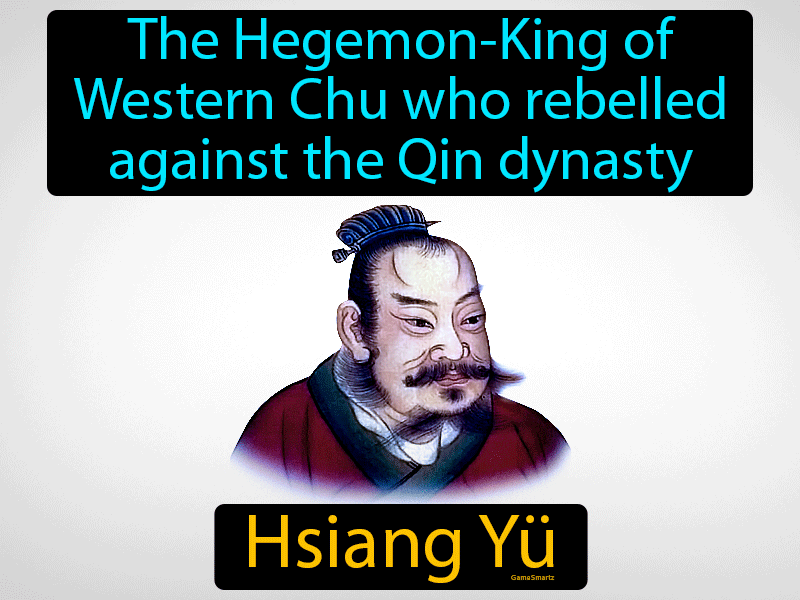 The Hegemon-King of
Western Chu who rebelled
against the Qin dynasty
Hsiang Yü
GameSmartz